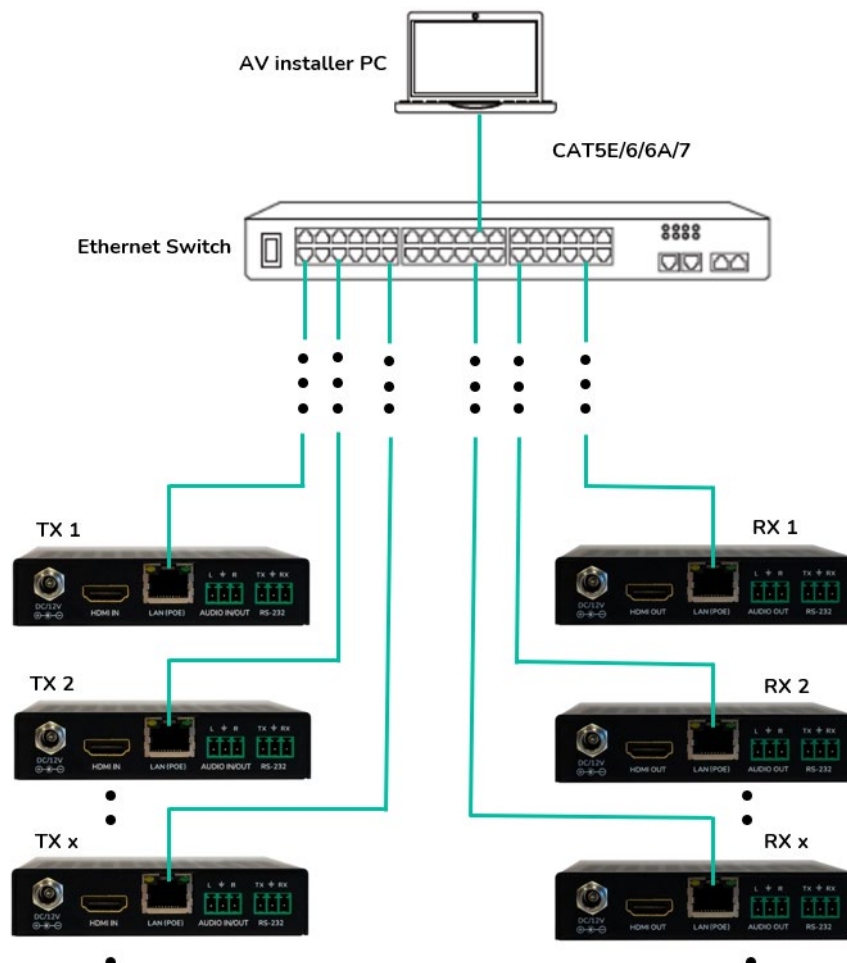 AV installer PC
CAT5E/6/6A/7
Ethernet Switch
TX 1
L R TX RX
DC/12V HDMI IN LAN (POE) AUDIO IN/OUT RS-232
RX 1
L R TX RX
DC/12V HDMI OUT LAN (POE) AUDIO OUT RS-232
TX 2
L R TX RX
DC/12V HDMI IN LAN (POE) AUDIO IN/OUT RS-232
RX 2
L R TX RX
DC/12V HDMI OUT LAN (POE) AUDIO OUT RS-232
TX x
L R TX RX
DC/12V HDMI IN LAN (POE) AUDIO IN/OUT RS-232
RX x
L R TX RX
DC/12V HDMI OUT LAN (POE) AUDIO OUT RS-232